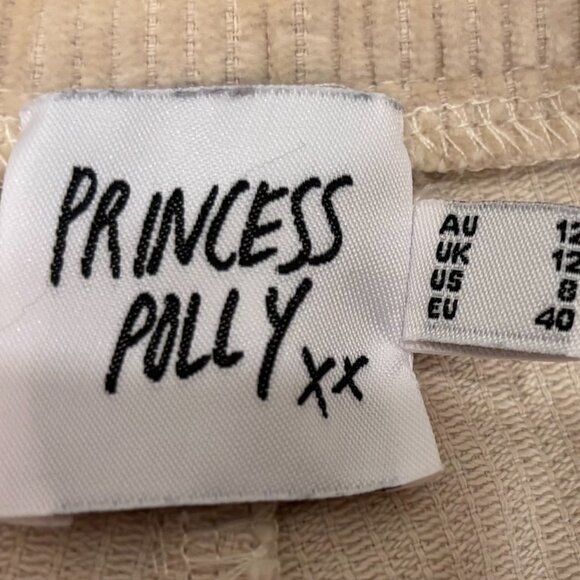 PRINCESS
POLLY xx
AU 12
UK 12
US 8
EU 40